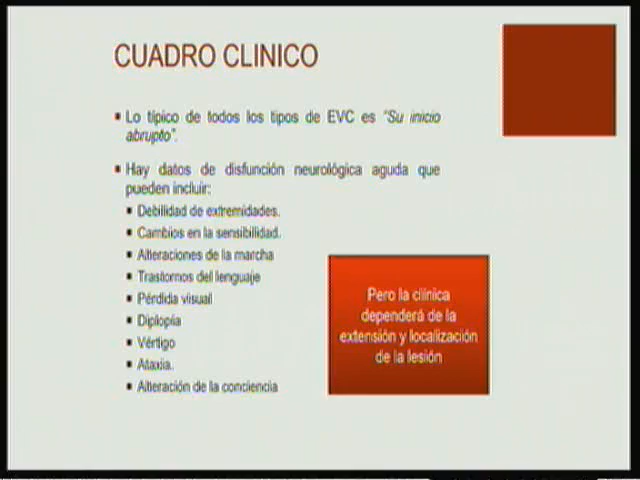 CUADRO CLINICO
Lo típico de todos los tipos de EVC es "Su inicio
abrupto".
Hay datos de disfunción neurológica aguda que
pueden incluir:
Debilidad de extremidades.
Cambios en la sensibilidad.
Alteraciones de la marcha
Trastornos del lenguaje
Pérdida visual
Diplopía
Vértigo
Ataxia.
Alteración de la conciencia
Pero la clínica
dependerá de la
extensión y localización
de la lesión